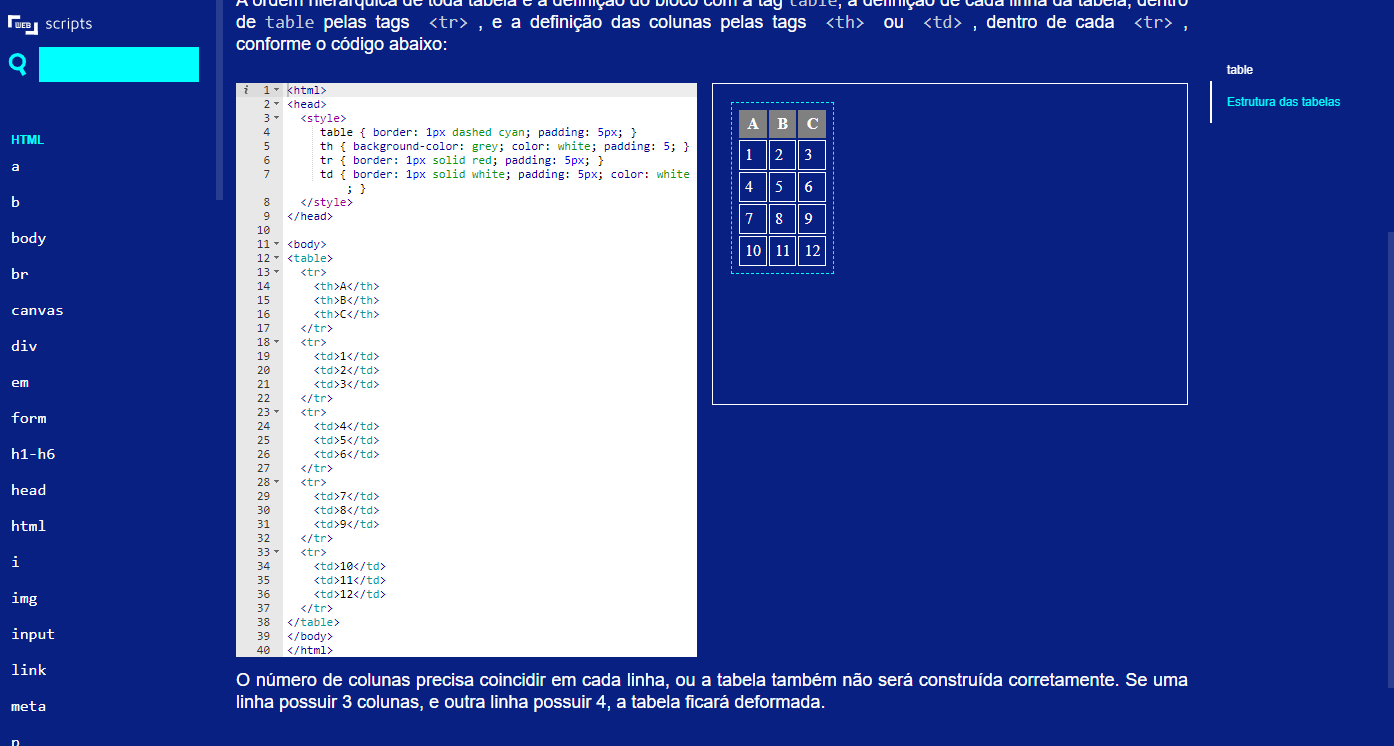 WEB scripts
HTML
a
b
body
br
canvas
div
em
form
h1-h6
head
html
i
img
input
link
meta
p
A ordem hierárquica de toda tabela é a definição do bloco com a tag table, a definição de cada linha da tabela, dentro
de table pelas tags <tr> , e a definição das colunas pelas tags <th> ou <td> , dentro de cada <tr> ,
conforme o código abaixo:
i 1 <html>
2 <head>
3 <style>
4 table { border: 1px dashed cyan; padding: 5px; }
5 th { background-color: grey; color: white; padding: 5; }
6 tr { border: 1px solid red; padding: 5px; }
7 td { border: 1px solid white; padding: 5px; color: white
; }
8 </style>
9 </head>
10
11 <body>
12 <table>
13 <tr>
14 <th>A</th>
15 <th>B</th>
16 <th>C</th>
17 </tr>
18 <tr>
19 <td>1</td>
20 <td>2</td>
21 <td>3</td>
22 </tr>
23 <tr>
24 <td>4</td>
25 <td>5</td>
26 <td>6</td>
27 </tr>
28 <tr>
29 <td>7</td>
30 <td>8</td>
31 <td>9</td>
32 </tr>
33 <tr>
34 <td>10</td>
35 <td>11</td>
36 <td>12</td>
37 </tr>
38 </table>
39 </body>
40 </html>
A B C
1 2 3
4 5 6
7 8 9
10 11 12
O número de colunas precisa coincidir em cada linha, ou a tabela também não será construída corretamente. Se uma
linha possuir 3 colunas, e outra linha possuir 4, a tabela ficará deformada.
table
Estrutura das tabelas